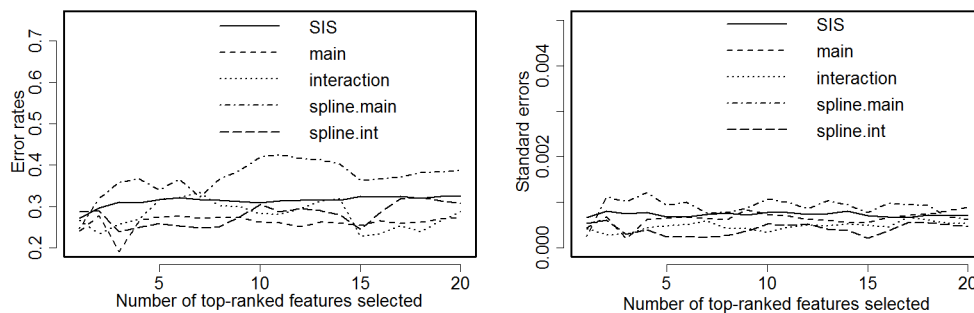 SIS
main
interaction
spline.main
spline.int
Error rates
0.2 0.3 0.4 0.5 0.6 0.7
5 10 15 20
Number of top-ranked features selected
SIS
main
interaction
spline.main
spline.int
Standard errors
0.000 0.002 0.004
5 10 15 20
Number of top-ranked features selected